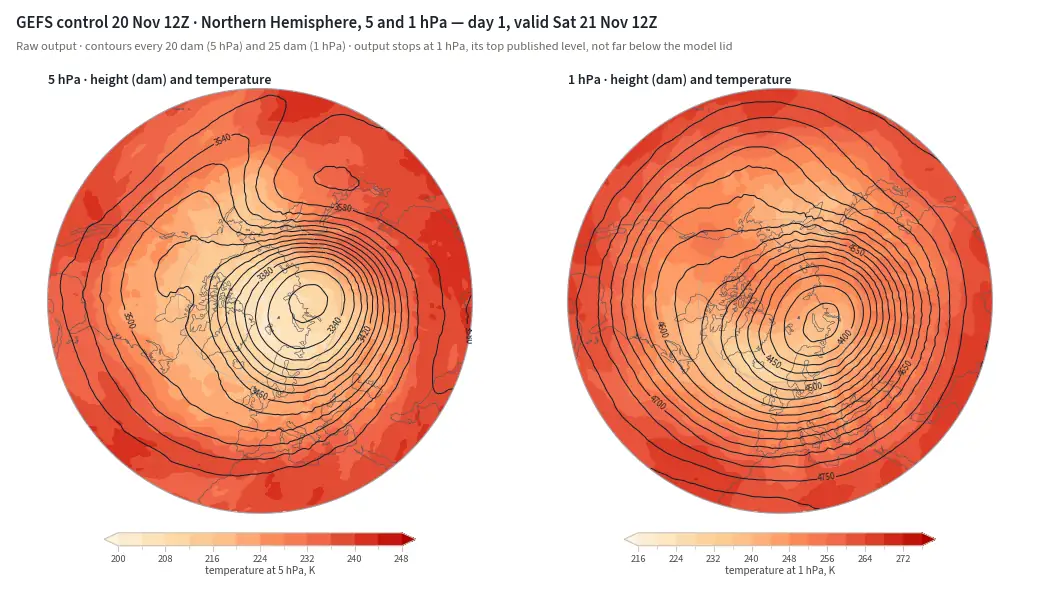 GEFS control 20 Nov 12Z · Northern Hemisphere, 5 and 1 hPa — day 1, valid Sat 21 Nov 12Z
Raw output · contours every 20 dam (5 hPa) and 25 dam (1 hPa) · output stops at 1 hPa, its top published level, not far below the model lid
5 hPa · height (dam) and temperature
1 hPa · height (dam) and temperature
3540
3380
3500
3340
3420
3460
4550
4600
4400
4450
4500
4650
4700
4750
200 208 216 224 232 240 248
temperature at 5 hPa, K
216 224 232 240 248 256 264 272
temperature at 1 hPa, K